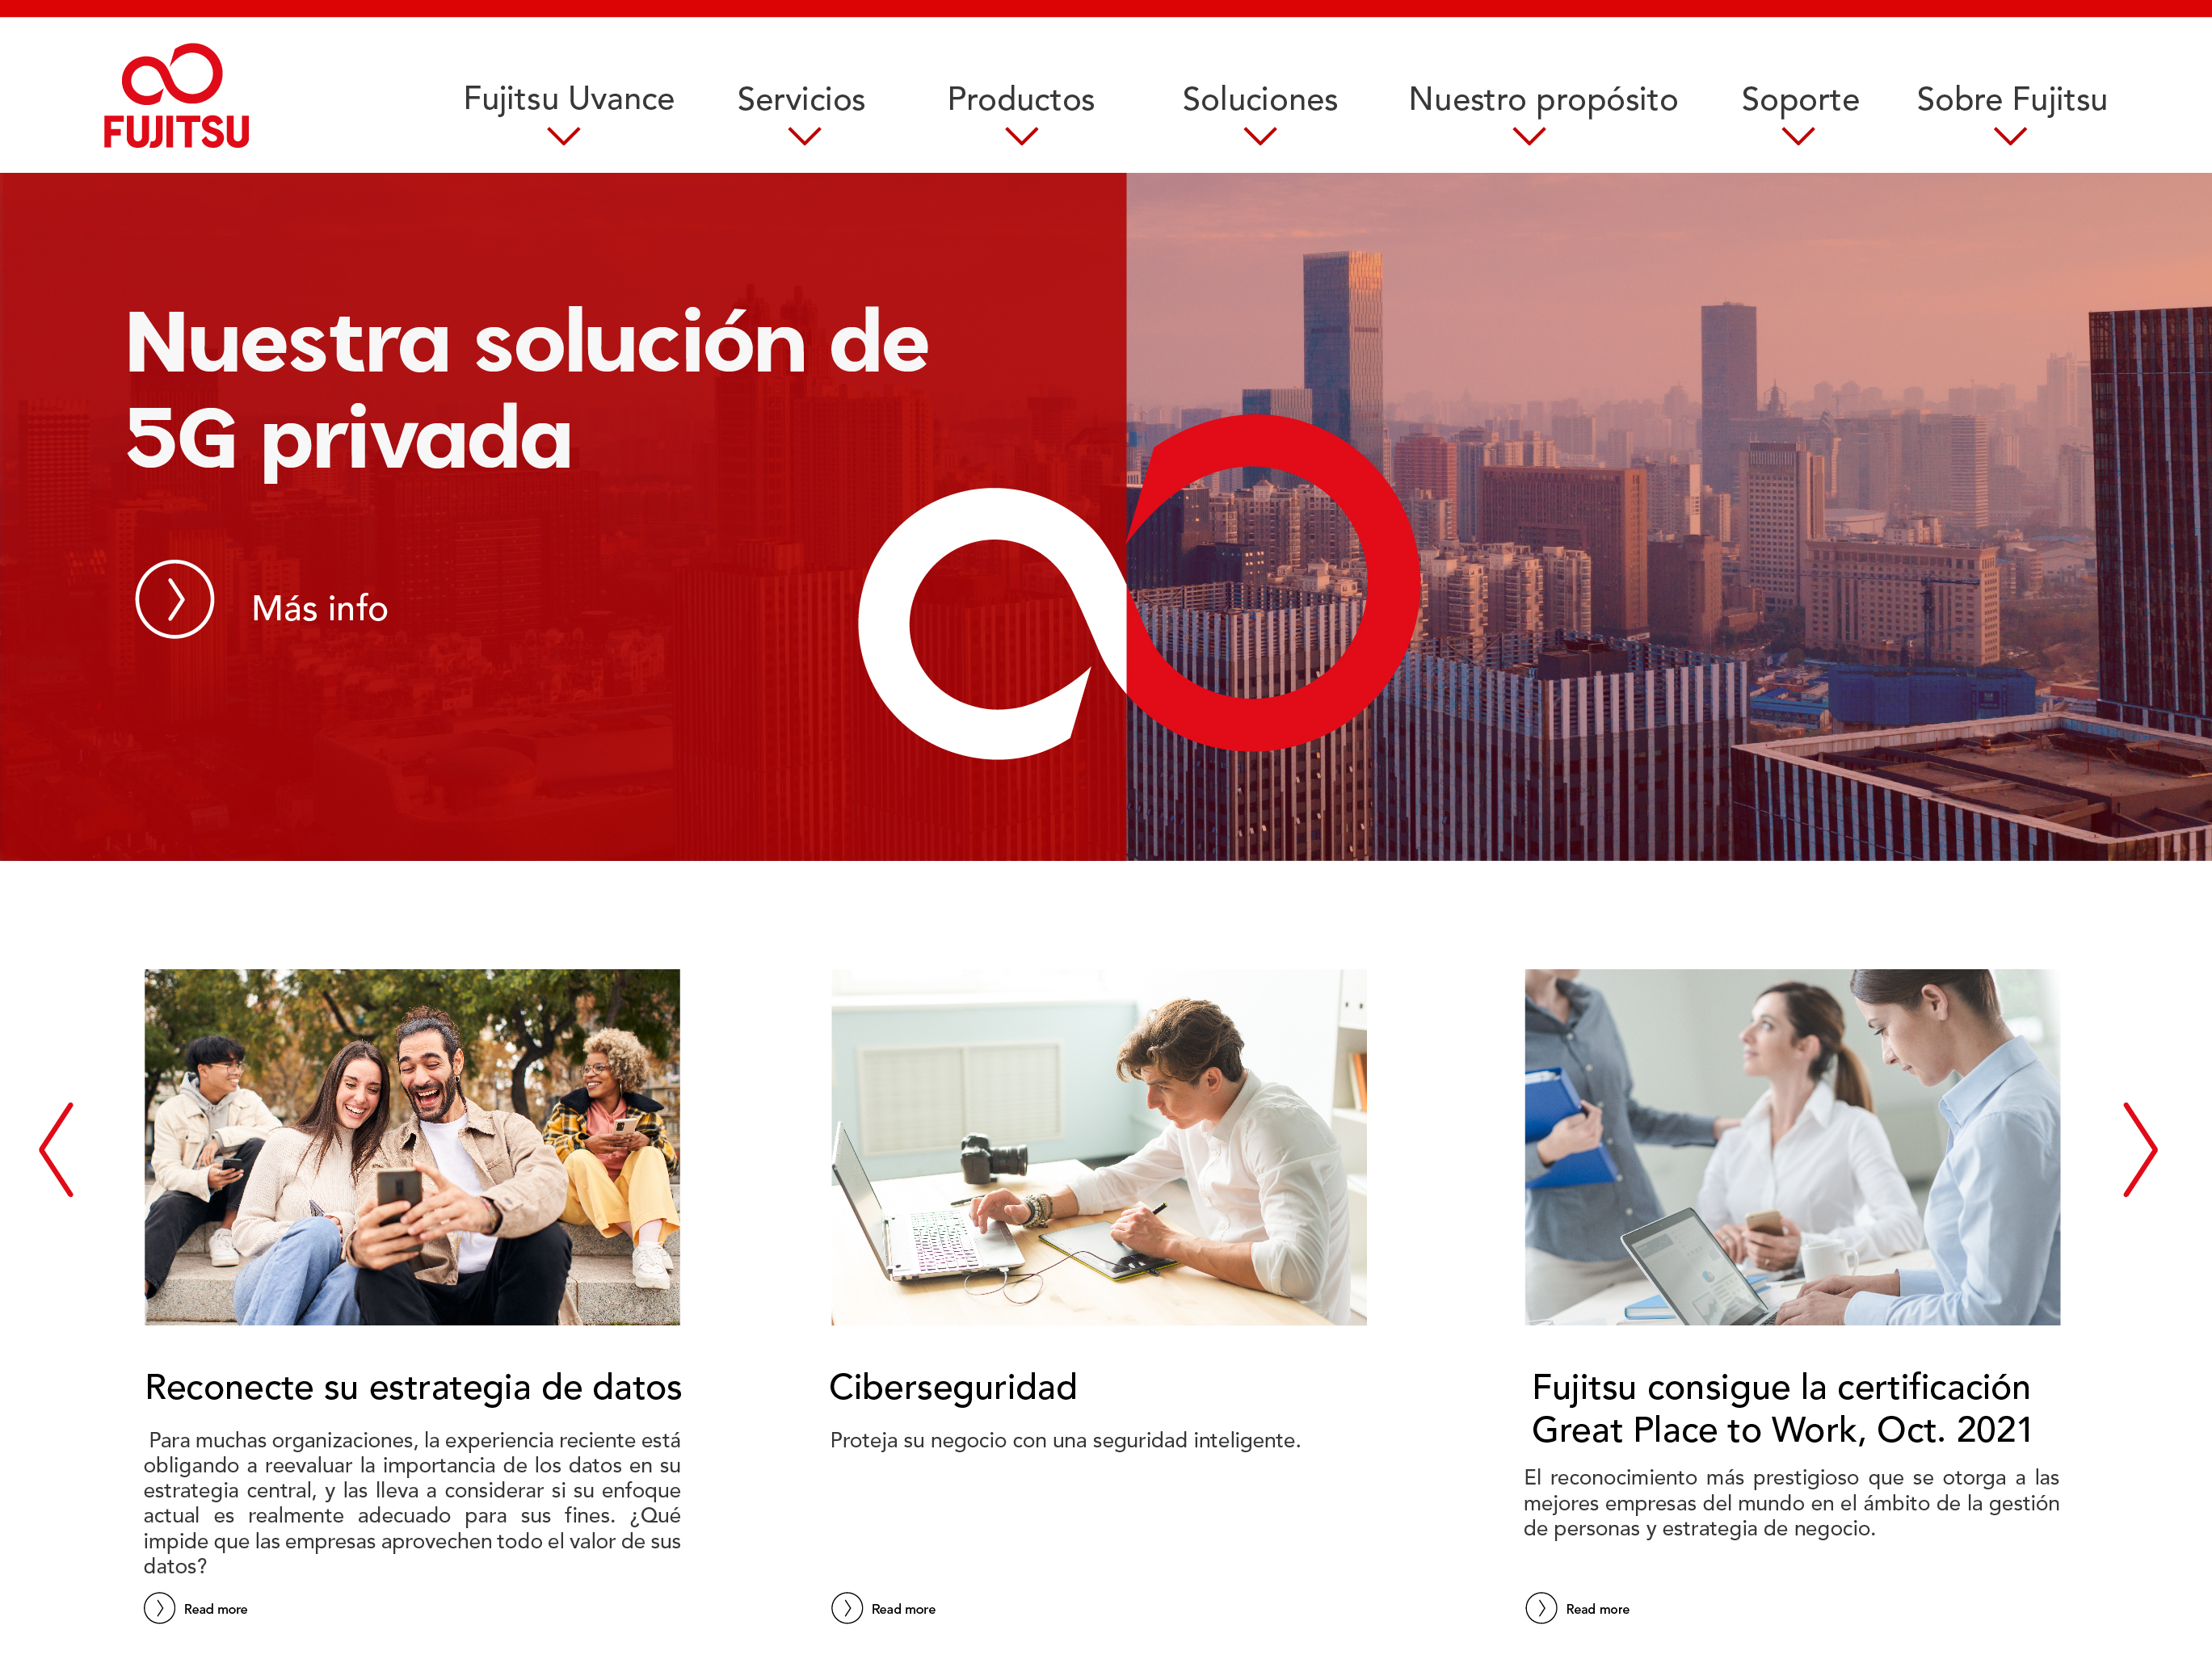 FUJITSU
Fujitsu Uvance
Servicios
Productos
Soluciones
Nuestro propósito
Soporte
Sobre Fujitsu
Nuestra solución de
5G privada
Más info
Reconecte su estrategia de datos
Para muchas organizaciones, la experiencia reciente está
obligando a reevaluar la importancia de los datos en su
estrategia central, y las lleva a considerar si su enfoque
actual es realmente adecuado para sus fines. ¿Qué
impide que las empresas aprovechen todo el valor de sus
datos?
Read more
Ciberseguridad
Proteja su negocio con una seguridad inteligente.
Read more
Fujitsu consigue la certificación
Great Place to Work, Oct. 2021
El reconocimiento más prestigioso que se otorga a las
mejores empresas del mundo en el ámbito de la gestión
de personas y estrategia de negocio.
Read more